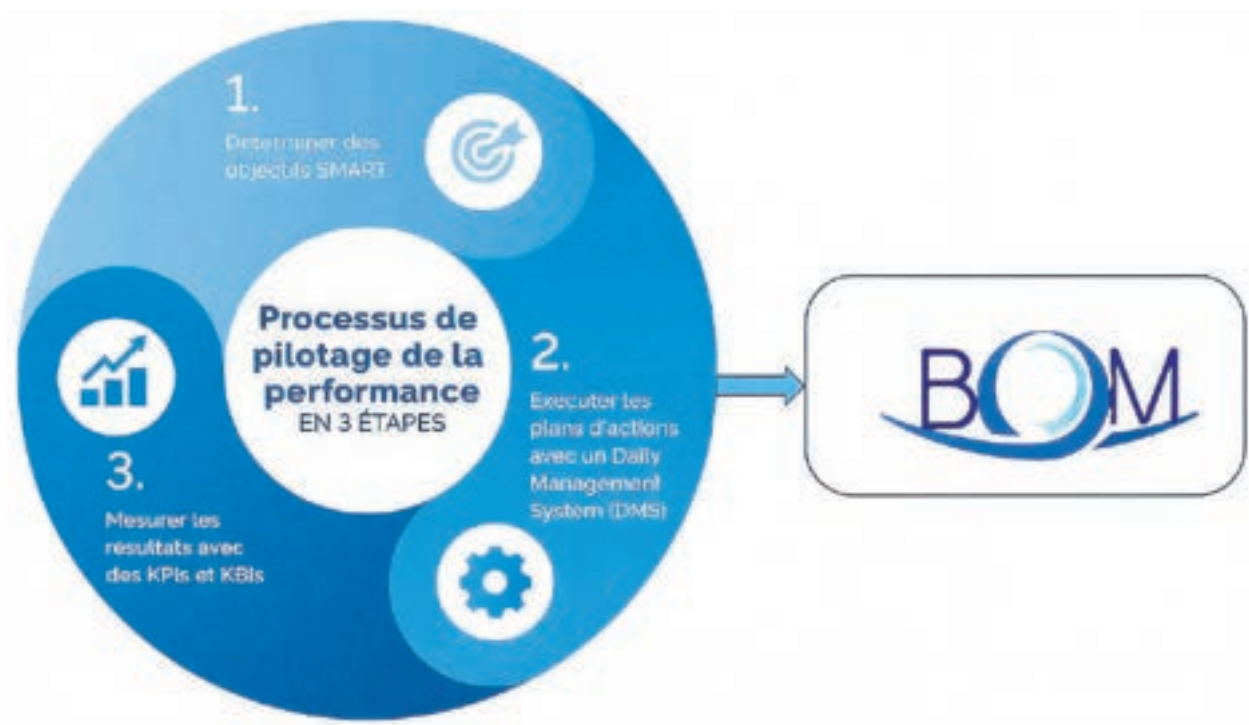 1.
Determiner des
objectifs SMART
Processus de
pilotage de la
performance
EN 3 ÉTAPES
2.
Executer les
plans d'actions
avec un Daily
Management
System (DMS)
3.
Mesurer les
resultats avec
des KPIs et KBIs
BOM